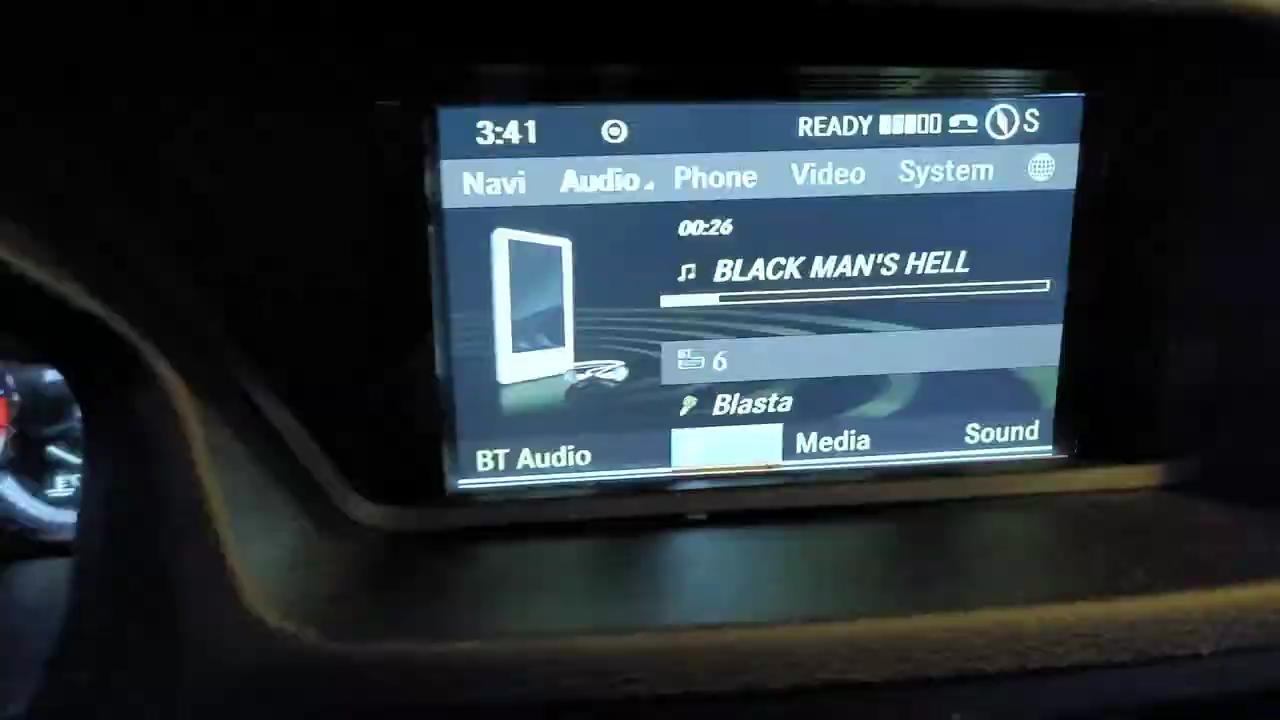 3:41 READY S
Navi Audio Phone Video System
00:26
BLACK MAN'S HELL
BT 6
Blasta
BT Audio Media Sound